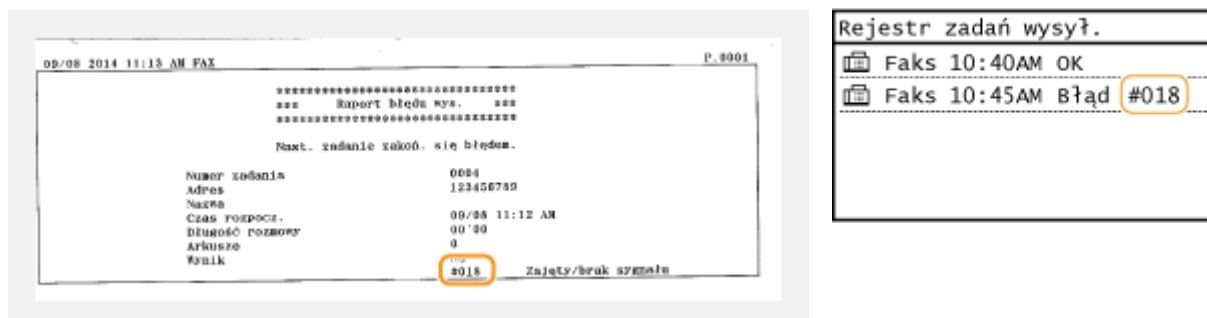 09/08 2014 11:13 AM FAX P.0001
*** Raport błędu wys. ***
Nast. zadanie zakoń. się błędem.
Numer zadania 0004
Adres 123456789
Nazwa
Czas rozpocz. 09/08 11:12 AM
Długość rozmowy 00'00
Arkusze 0
Wynik
#018 Zajęty/brak sygnału
Rejestr zadań wysył.
Faks 10:40AM OK
Faks 10:45AM Błąd #018